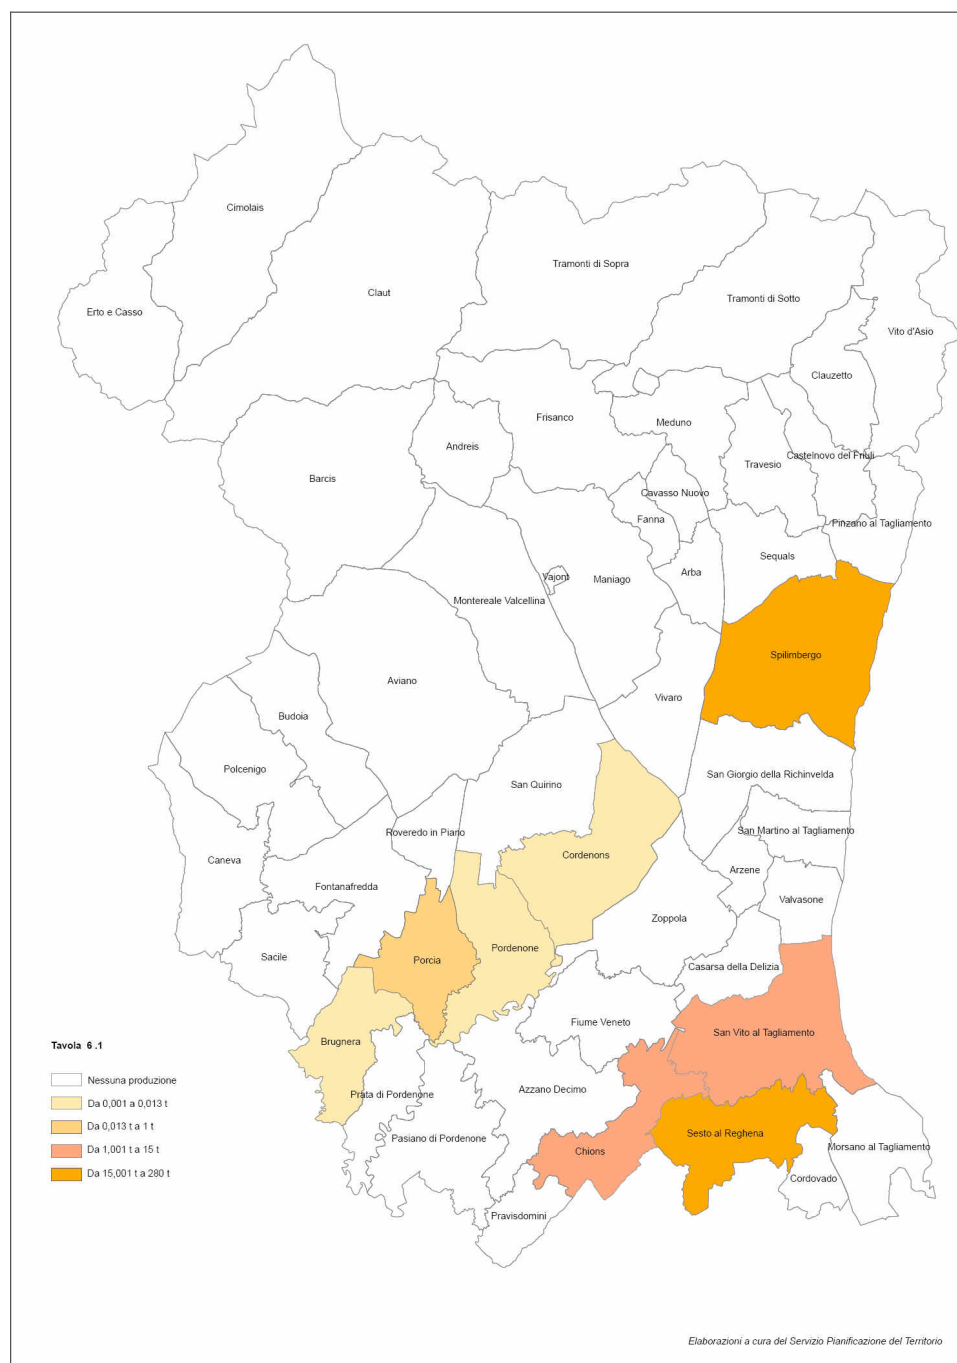 Cimolais
Claut
Tramonti di Sopra
Tramonti di Sotto
Erto e Casso
Vito d'Asio
Clauzetto
Frisanco
Meduno
Andreis
Castelnovo del Friuli
Travesio
Barcis
Cavasso Nuovo
Fanna
Pinzano al Tagliamento
Sequals
Arba
Vajont
Maniago
Montereale Valcellina
Spilimbergo
Aviano
Vivaro
Budoia
Polcenigo
San Giorgio della Richinvelda
San Quirino
Roveredo in Piano
San Martino al Tagliamento
Cordenons
Caneva
Arzene
Fontanafredda
Valvasone
Zoppola
Pordenone
Sacile
Porcia
Casarsa della Delizia
Fiume Veneto
San Vito al Tagliamento
Brugnera
Azzano Decimo
Prata di Pordenone
Sesto al Reghena
Pasiano di Pordenone
Morsano al Tagliamento
Chions
Cordovado
Pravisdomini
Tavola 6 .1
Nessuna produzione
Da 0,001 a 0,013 t
Da 0,013 t a 1 t
Da 1,001 t a 15 t
Da 15,001 t a 280 t
Elaborazioni a cura del Servizio Pianificazione del Territorio